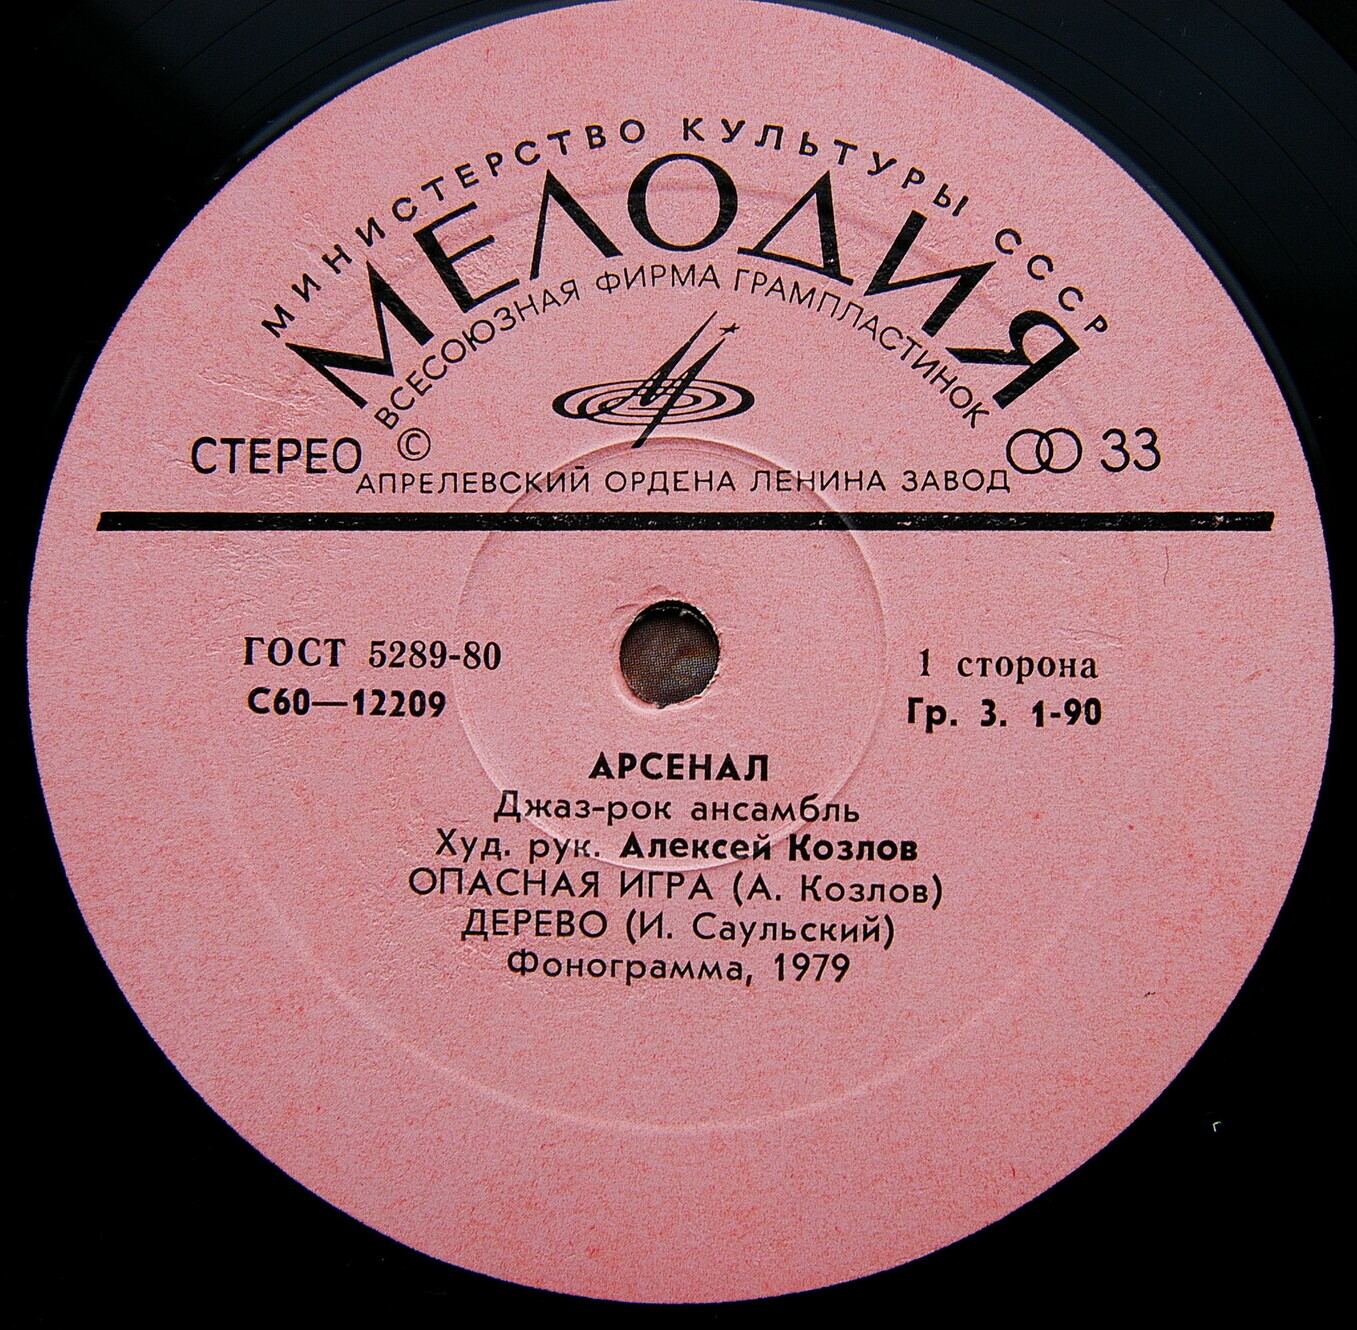 МИНИСТЕРСТВО КУЛЬТУРЫ СССР
МЕЛОДИЯ
ВСЕСОЮЗНАЯ ФИРМА ГРАМПЛАСТИНОК
СТЕРЕО © 33
АПРЕЛЕВСКИЙ ОРДЕНА ЛЕНИНА ЗАВОД
ГОСТ 5289-80 1 сторона
С60—12209 Гр. 3. 1-90
АРСЕНАЛ
Джаз-рок ансамбль
Худ. рук. Алексей Козлов
ОПАСНАЯ ИГРА (А. Козлов)
ДЕРЕВО (И. Саульский)
Фонограмма, 1979